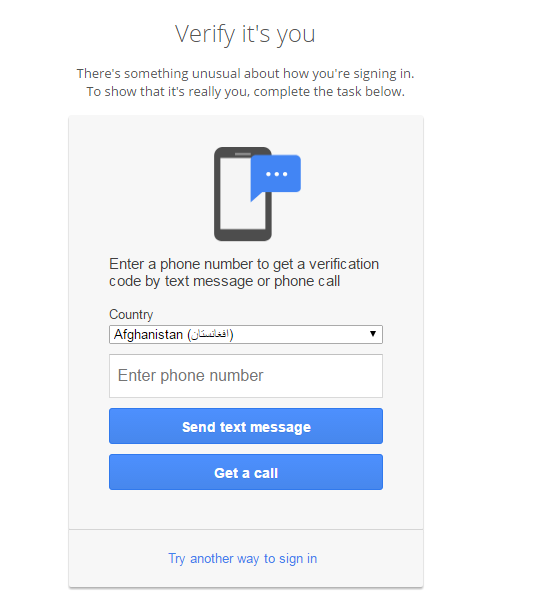 Verify it's you
There's something unusual about how you're signing in.
To show that it's really you, complete the task below.
Enter a phone number to get a verification
code by text message or phone call
Country
Afghanistan (افغانستان)
Enter phone number
Send text message
Get a call
Try another way to sign in